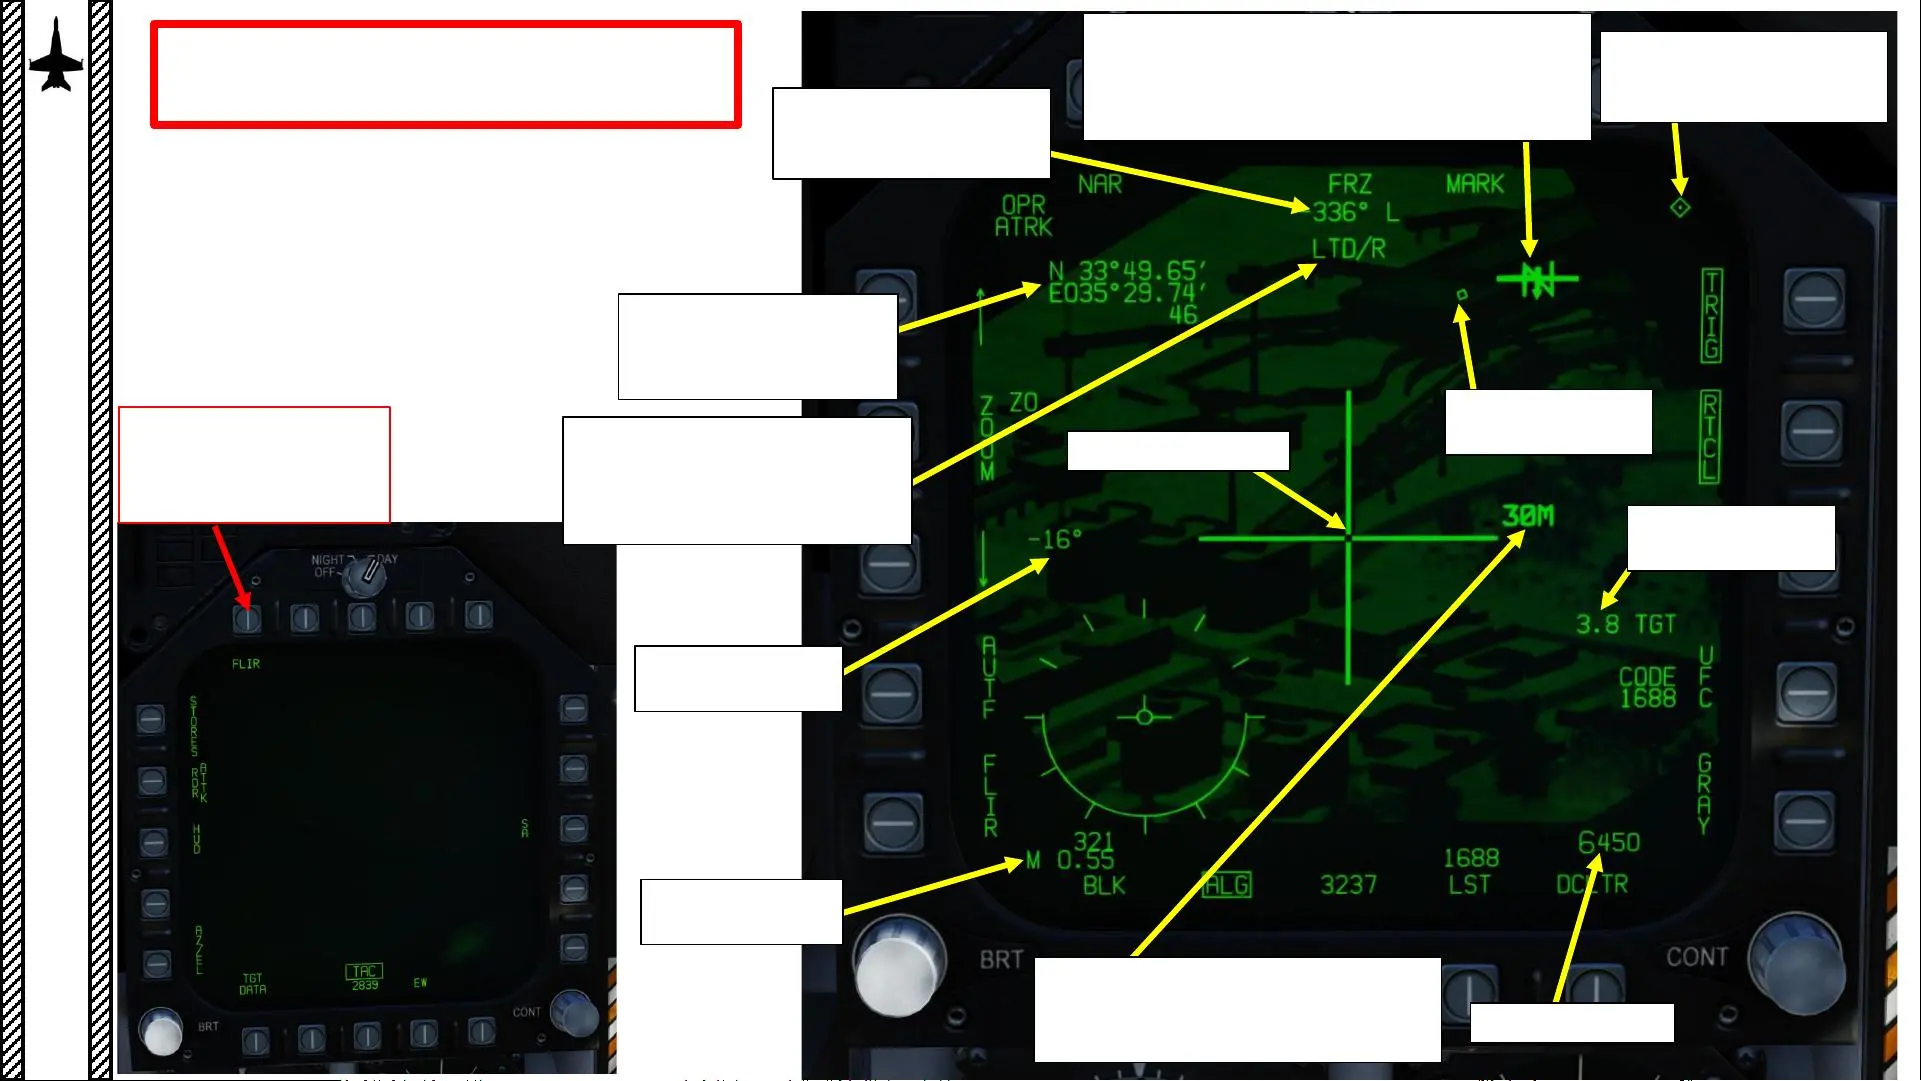 NAR
FRZ
MARK
OPR
ATRK
336° L
LTD/R
N 33°49.65′
E035°29.74′
46
TRIG
ZOOM
ZO
RTCL
-16°
30M
3.8 TGT
CODE
1688
UFC
AUTF
FLIR
GRAY
321
M 0.55
BLK
ALG
3237
1688
LST
6450
DCLTR
BRT
CONT
NIGHT
DAY
OFF
FLIR
STORES
RDR
ATTK
HUD
SA
AZ/EL
TGT
DATA
TAC
2839
EW
BRT
CONT